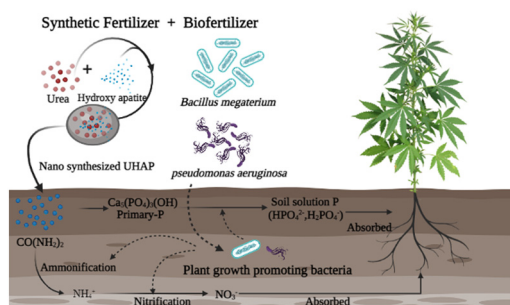 Synthetic Fertilizer + Biofertilizer
+
Urea Hydroxy apatite
Bacillus megaterium
Nano synthesized UHAP
pseudomonas aeruginosa
Ca₅(PO₄)₃(OH)
Primary-P
Soil solution P
(HPO₄²⁻,H₂PO₄⁻)
Absorbed
CO(NH₂)₂
Ammonification
Plant growth promoting bacteria
NH₄⁺
Nitrification
NO₃⁻
Absorbed